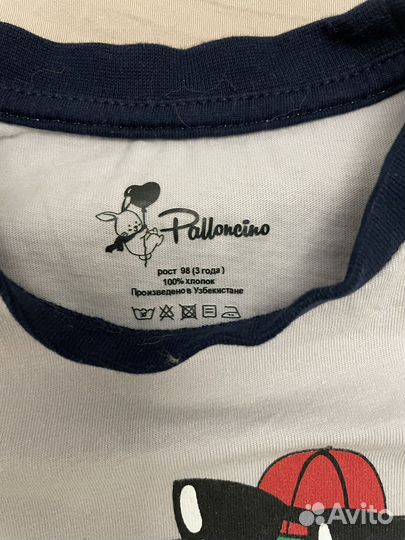 Palloncino
рост 98 (3 года)
100% хлопок
Произведено в Узбекистане
Avito